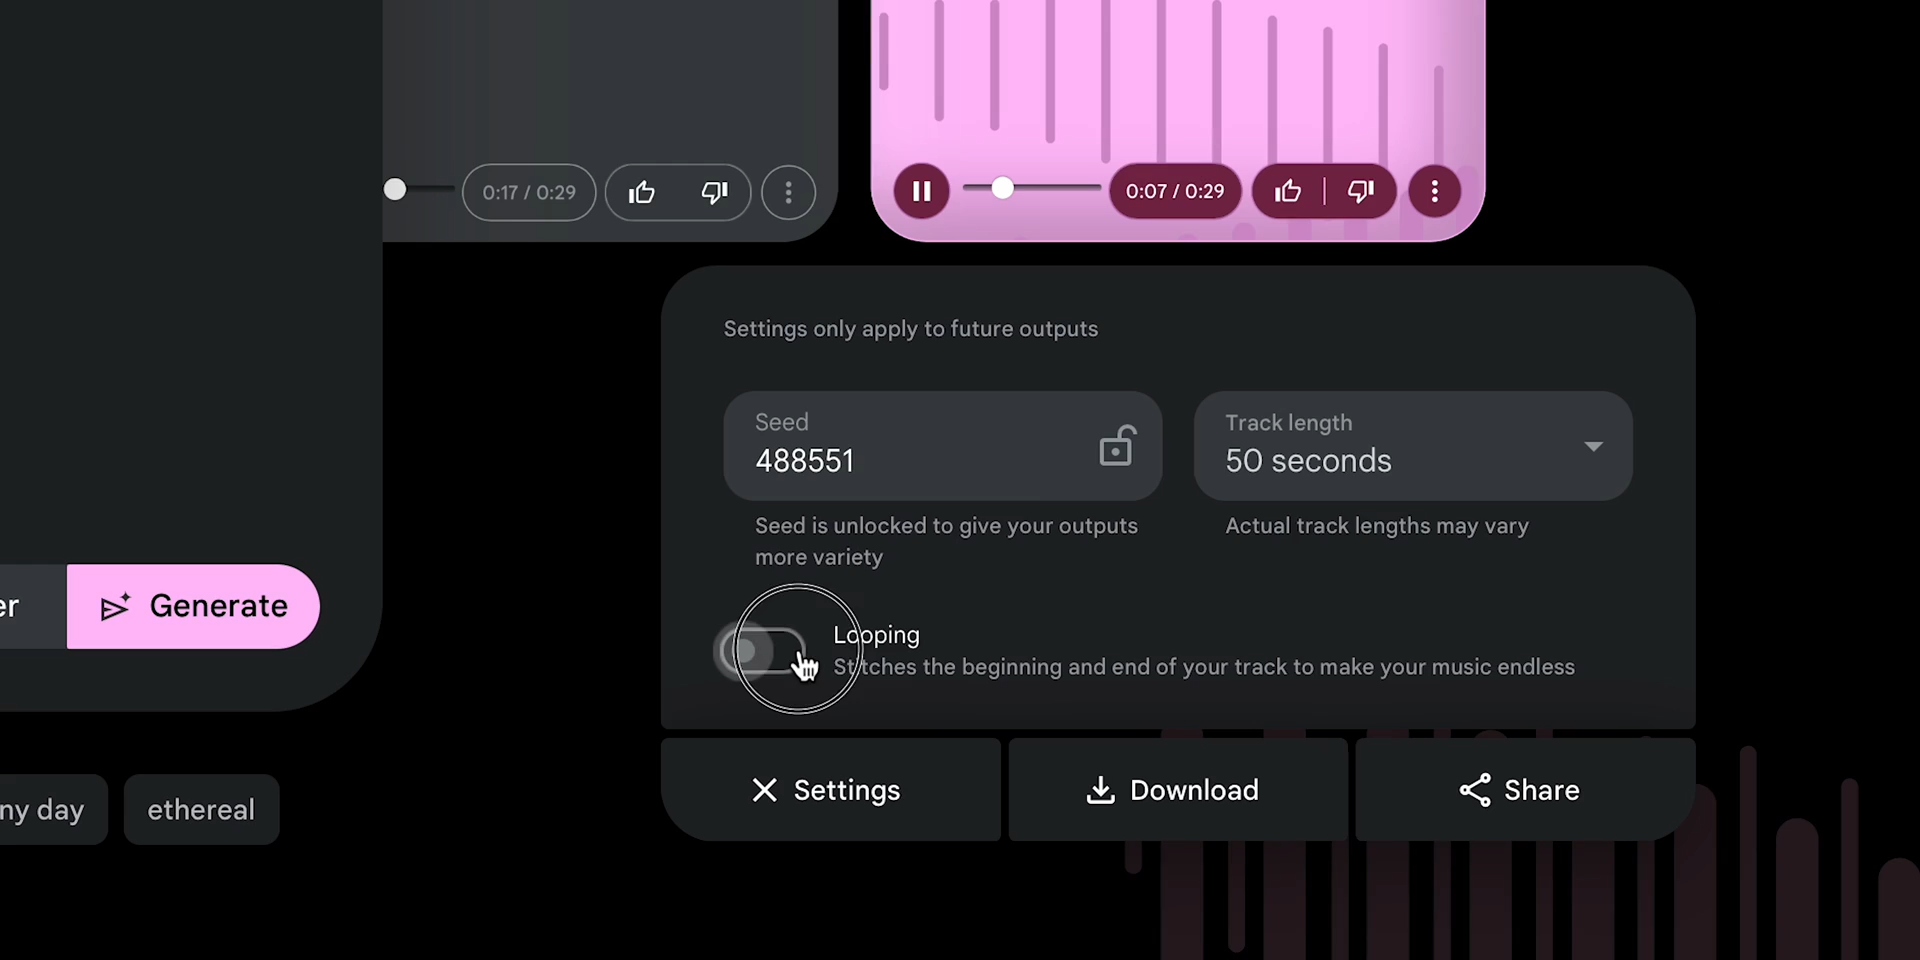 0:17 / 0:29
0:07 / 0:29
Settings only apply to future outputs
Seed
488551
Seed is unlocked to give your outputs
more variety
Track length
50 seconds
Actual track lengths may vary
Looping
Stitches the beginning and end of your track to make your music endless
Settings
Download
Share
er
Generate
ny day
ethereal